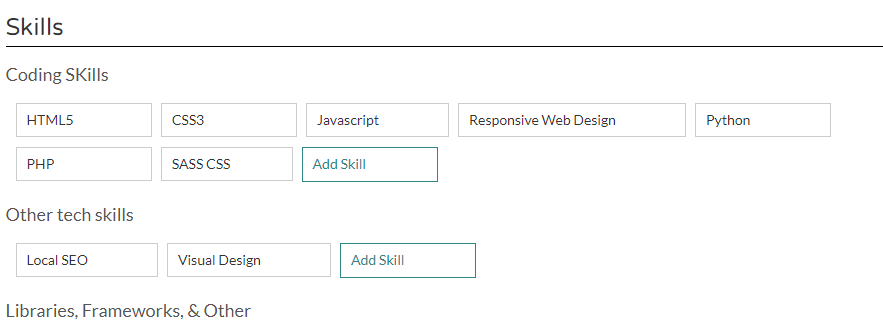 Skills
Coding SKills
HTML5 CSS3 Javascript Responsive Web Design Python
PHP SASS CSS Add Skill
Other tech skills
Local SEO Visual Design Add Skill
Libraries, Frameworks, & Other